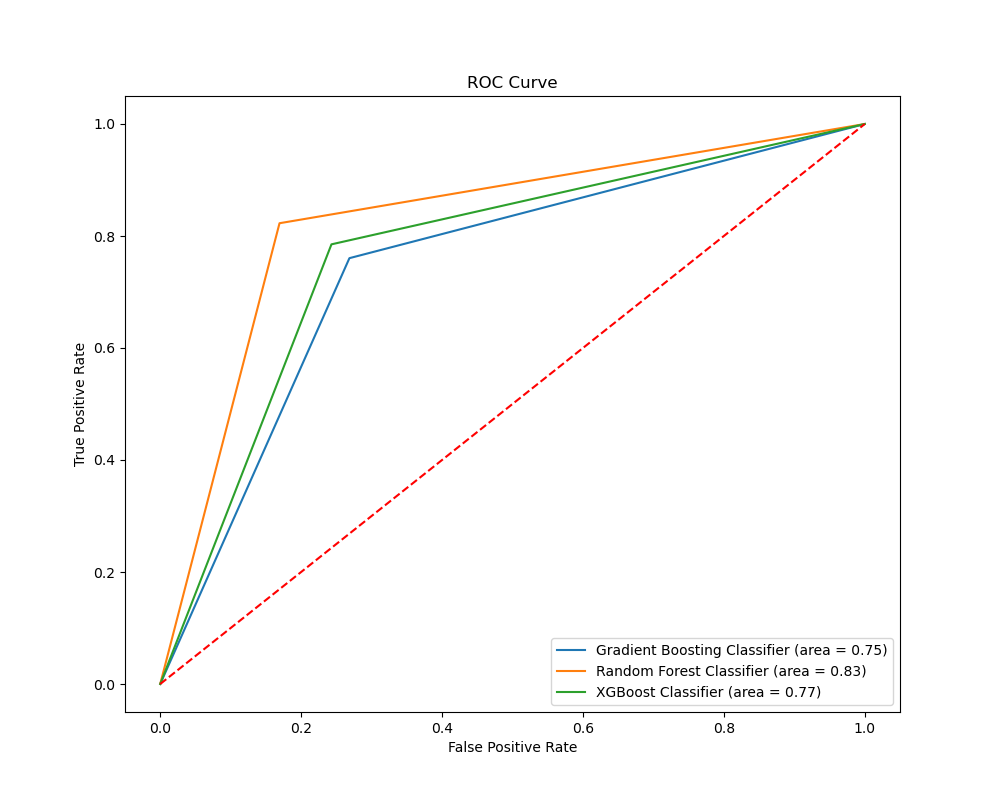 ROC Curve
1.0
0.8
0.6
0.4
0.2
0.0
True Positive Rate
0.0 0.2 0.4 0.6 0.8 1.0
False Positive Rate
Gradient Boosting Classifier (area = 0.75)
Random Forest Classifier (area = 0.83)
XGBoost Classifier (area = 0.77)